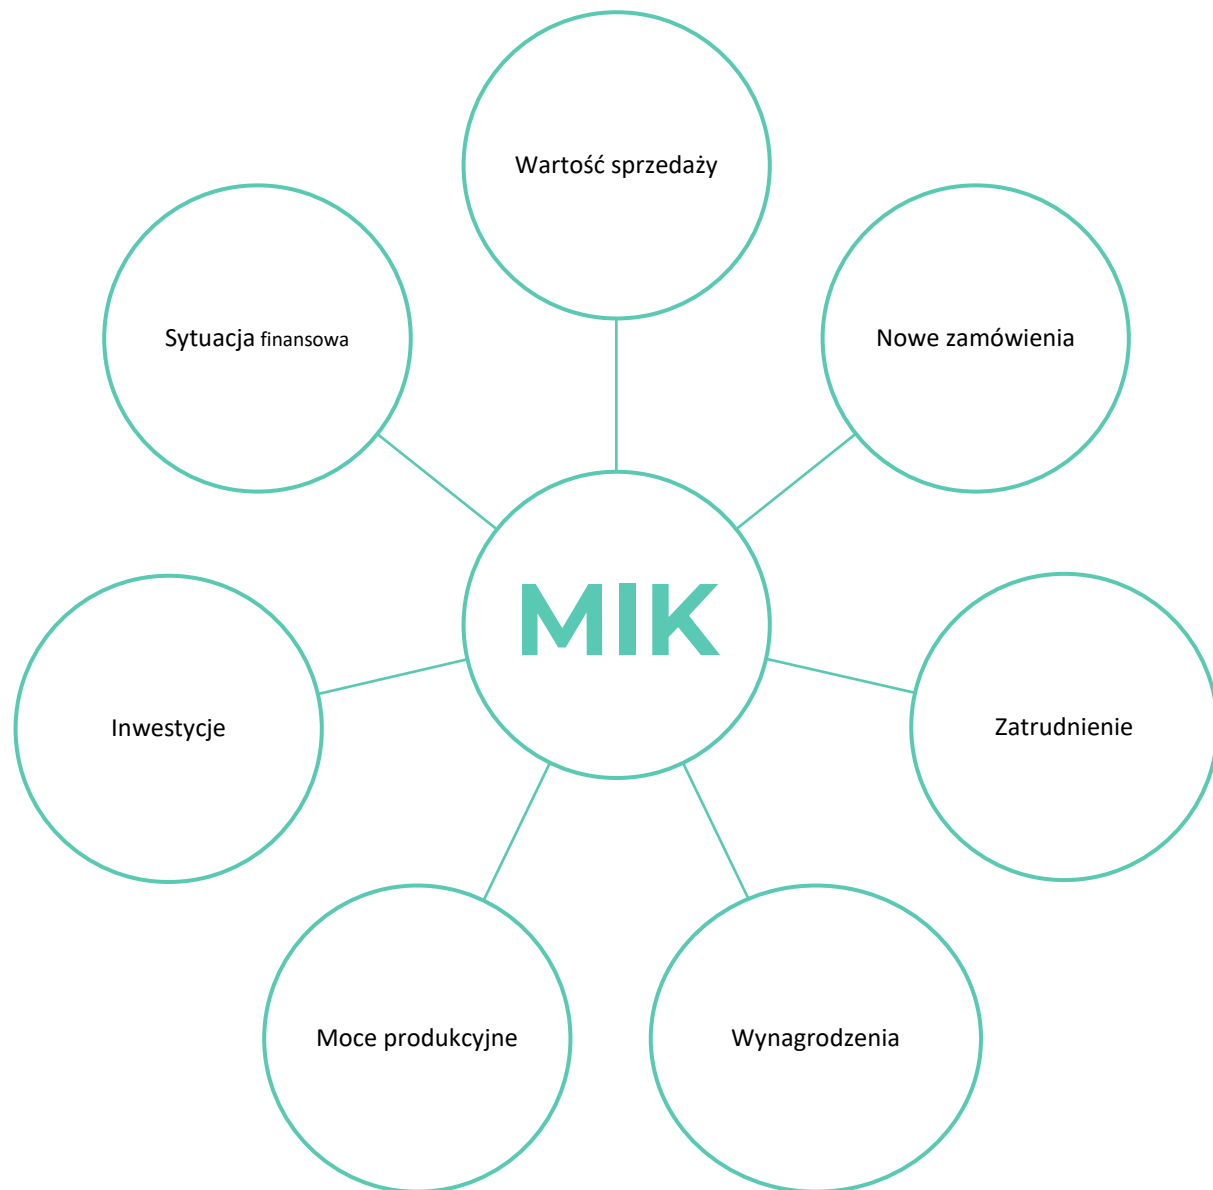 Wartość sprzedaży
Sytuacja finansowa
Nowe zamówienia
MIK
Inwestycje
Zatrudnienie
Moce produkcyjne
Wynagrodzenia